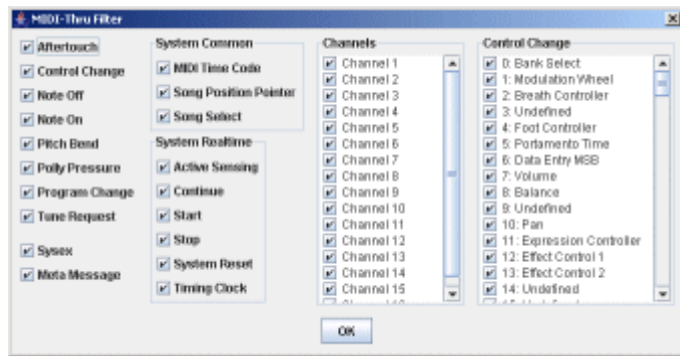 MIDI-Thru Filter
Aftertouch
Control Change
Note Off
Note On
Pitch Bend
Polly Pressure
Program Change
Tune Request
Sysex
Meta Message
System Common
MIDI Time Code
Song Position Pointer
Song Select
System Realtime
Active Sensing
Continue
Start
Stop
System Reset
Timing Clock
Channels
Channel 1
Channel 2
Channel 3
Channel 4
Channel 5
Channel 6
Channel 7
Channel 8
Channel 9
Channel 10
Channel 11
Channel 12
Channel 13
Channel 14
Channel 15
Control Change
0: Bank Select
1: Modulation Wheel
2: Breath Controller
3: Undefined
4: Foot Controller
5: Portamento Time
6: Data Entry MSB
7: Volume
8: Balance
9: Undefined
10: Pan
11: Expression Controller
12: Effect Control 1
13: Effect Control 2
14: Undefined
OK